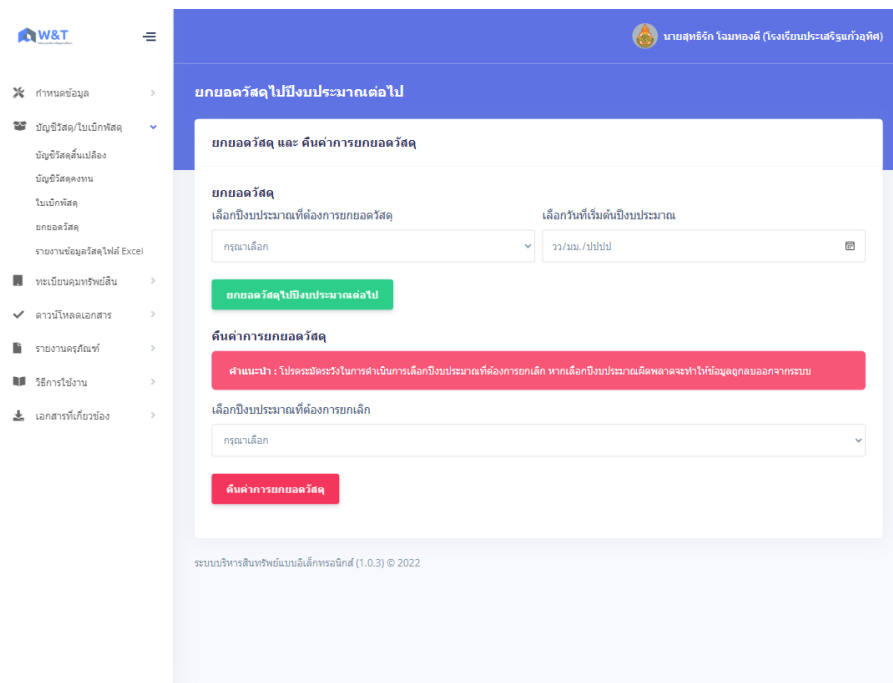 W&T
นายสุทธิรัก โฉมทองดี (โรงเรียนประเสริฐแก้วอุทิศ)
กำหนดข้อมูล
บัญชีวัสดุ/ใบเบิกพัสดุ
บัญชีวัสดุสิ้นเปลือง
บัญชีวัสดุคงทน
ใบเบิกพัสดุ
ยกยอดวัสดุ
รายงานข้อมูลวัสดุไฟล์ Excel
ทะเบียนคุมทรัพย์สิน
ดาวน์โหลดเอกสาร
รายงานครุภัณฑ์
วิธีการใช้งาน
เอกสารที่เกี่ยวข้อง
ยกยอดวัสดุไปปีงบประมาณต่อไป
ยกยอดวัสดุ และ คืนค่าการยกยอดวัสดุ
ยกยอดวัสดุ
เลือกปีงบประมาณที่ต้องการยกยอดวัสดุ
เลือกวันที่เริ่มต้นปีงบประมาณ
กรุณาเลือก
วว/มม./ปปปป
ยกยอดวัสดุไปปีงบประมาณต่อไป
คืนค่าการยกยอดวัสดุ
คำแนะนำ : โปรดระมัดระวังในการดำเนินการเลือกปีงบประมาณที่ต้องการยกเลิก หากเลือกปีงบประมาณผิดพลาดจะทำให้ข้อมูลถูกลบออกจากระบบ
เลือกปีงบประมาณที่ต้องการยกเลิก
กรุณาเลือก
คืนค่าการยกยอดวัสดุ
ระบบบริหารสินทรัพย์แบบอิเล็กทรอนิกส์ (1.0.3) © 2022